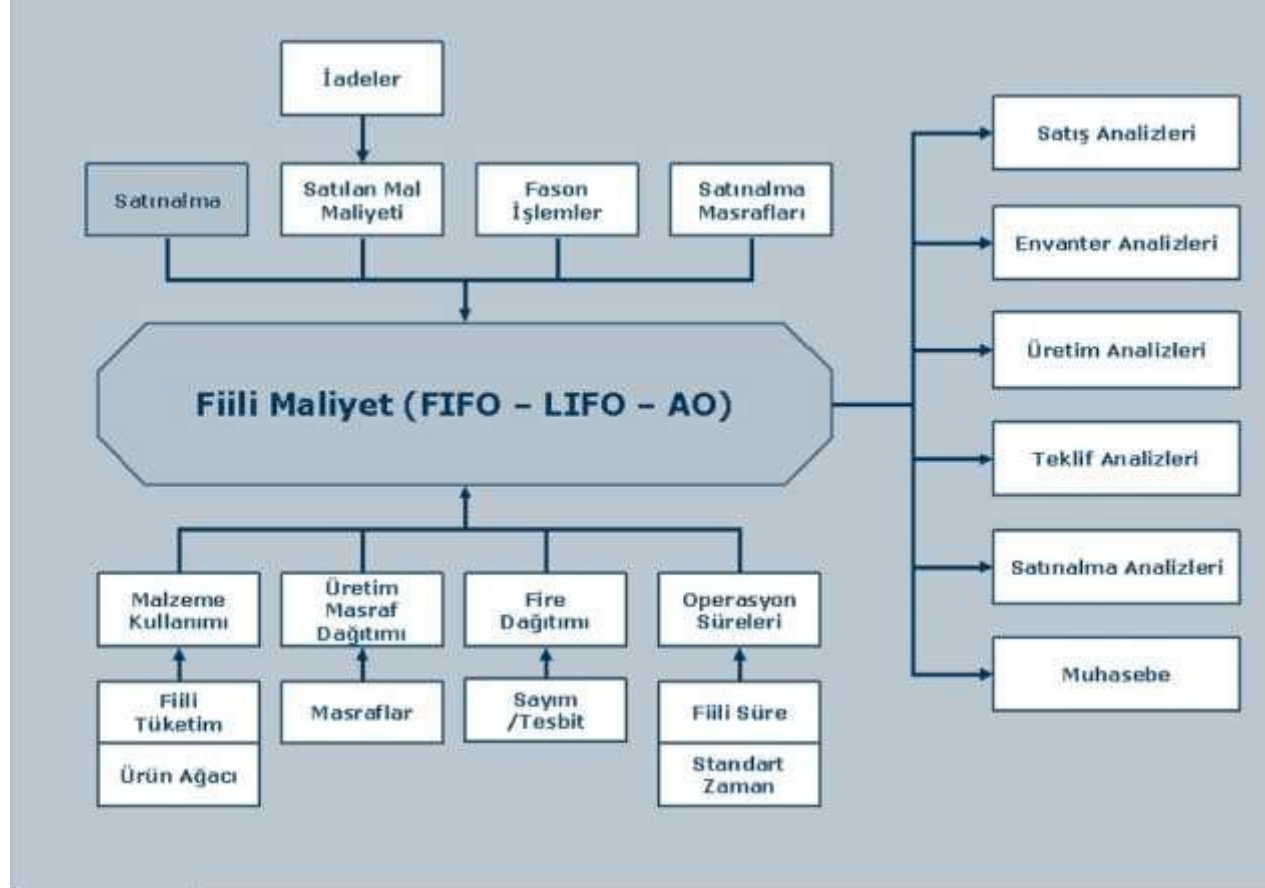 İadeler
Satınalma
Satılan Mal
Maliyeti
Fason
İşlemler
Satınalma
Masrafları
Fiili Maliyet (FIFO – LIFO – AO)
Malzeme
Kullanımı
Üretim
Masraf
Dağıtımı
Fire
Dağıtımı
Operasyon
Süreleri
Fiili
Tüketim
Ürün Ağacı
Masraflar
Sayım
/Tesbit
Fiili Süre
Standart
Zaman
Satış Analizleri
Envanter Analizleri
Üretim Analizleri
Teklif Analizleri
Satınalma Analizleri
Muhasebe